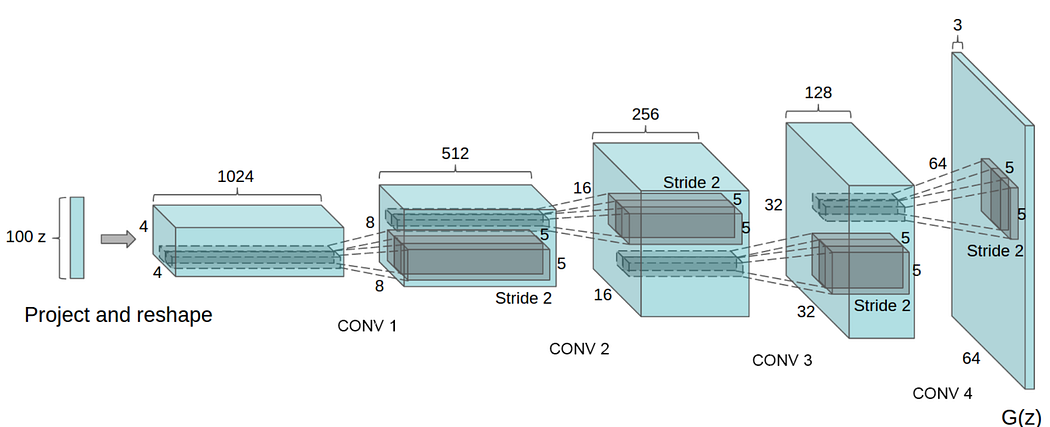 100 z
Project and reshape
1024
4
4
CONV 1
512
8
8
5
5
Stride 2
CONV 2
256
16
16
Stride 2
5
5
CONV 3
128
32
32
5
5
Stride 2
CONV 4
3
64
64
5
5
Stride 2
G(z)